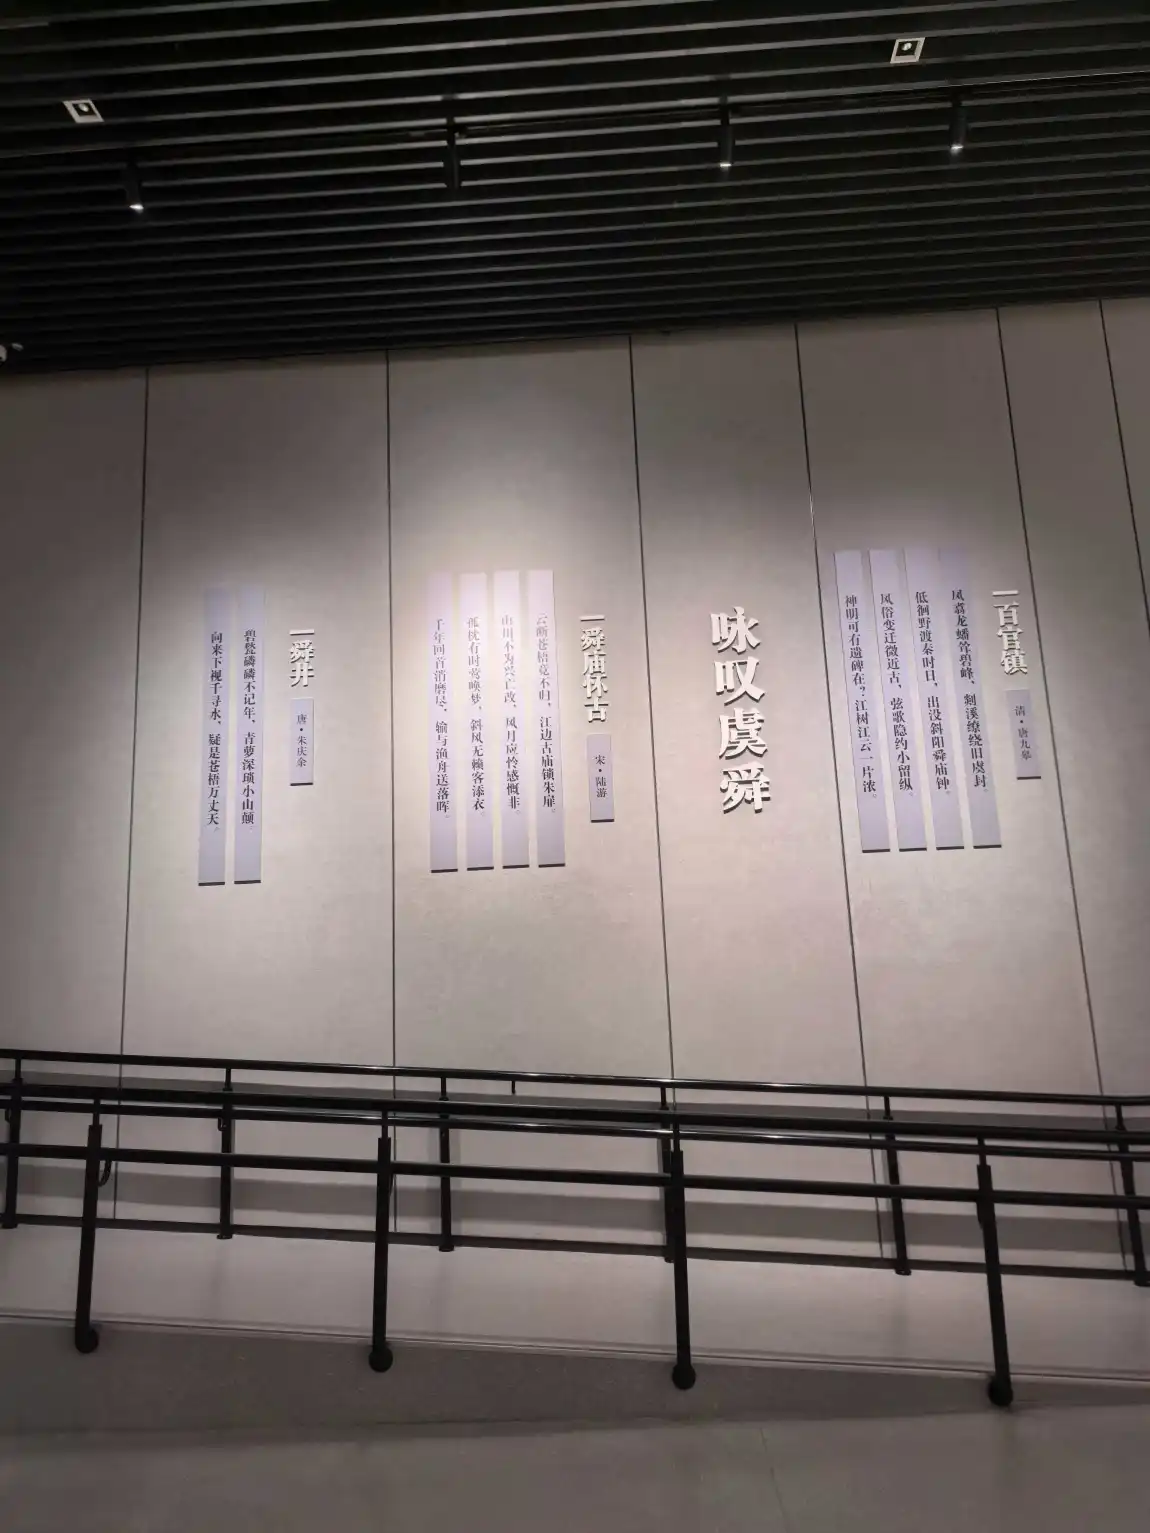 百官镇
清·唐九皋
凤翥龙蟠耸碧峰，剡溪缭绕旧虞封。
低徊野渡秦时日，出没斜阳舜庙钟。
风俗变迁微近古，弦歌隐约小留纵。
神明可有遗碑在？江树江云一片浓。
咏叹虞舜
舜庙怀古
宋·陆游
云断苍梧竟不归，江边古庙锁朱扉。
山川不为兴亡改，风月应怜感慨非。
孤枕有时莺唤梦，斜风无赖客添衣。
千年回首消磨尽，输与渔舟送落晖。
舜井
唐·朱庆余
碧甃磷磷不记年，青萝深琐小山颠。
向来下视千寻水，疑是苍梧万丈天。